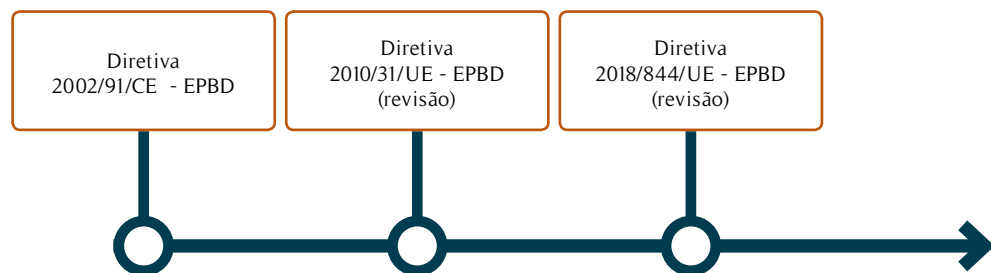 Diretiva
2002/91/CE - EPBD
Diretiva
2010/31/UE - EPBD
(revisão)
Diretiva
2018/844/UE - EPBD
(revisão)